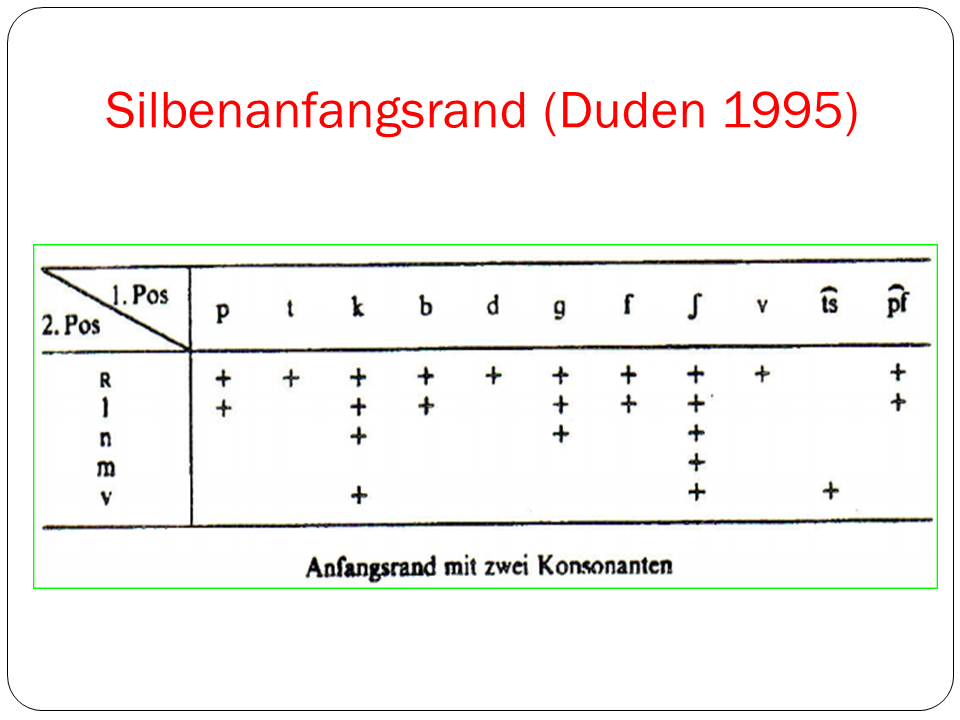 Silbenanfangsrand (Duden 1995)
1. Pos
2. Pos
p t k b d g f ʃ v t͡s p͡f
ʀ + + + + + + + + + +
l + + + + + + +
n + + +
m +
v + + +
Anfangsrand mit zwei Konsonanten